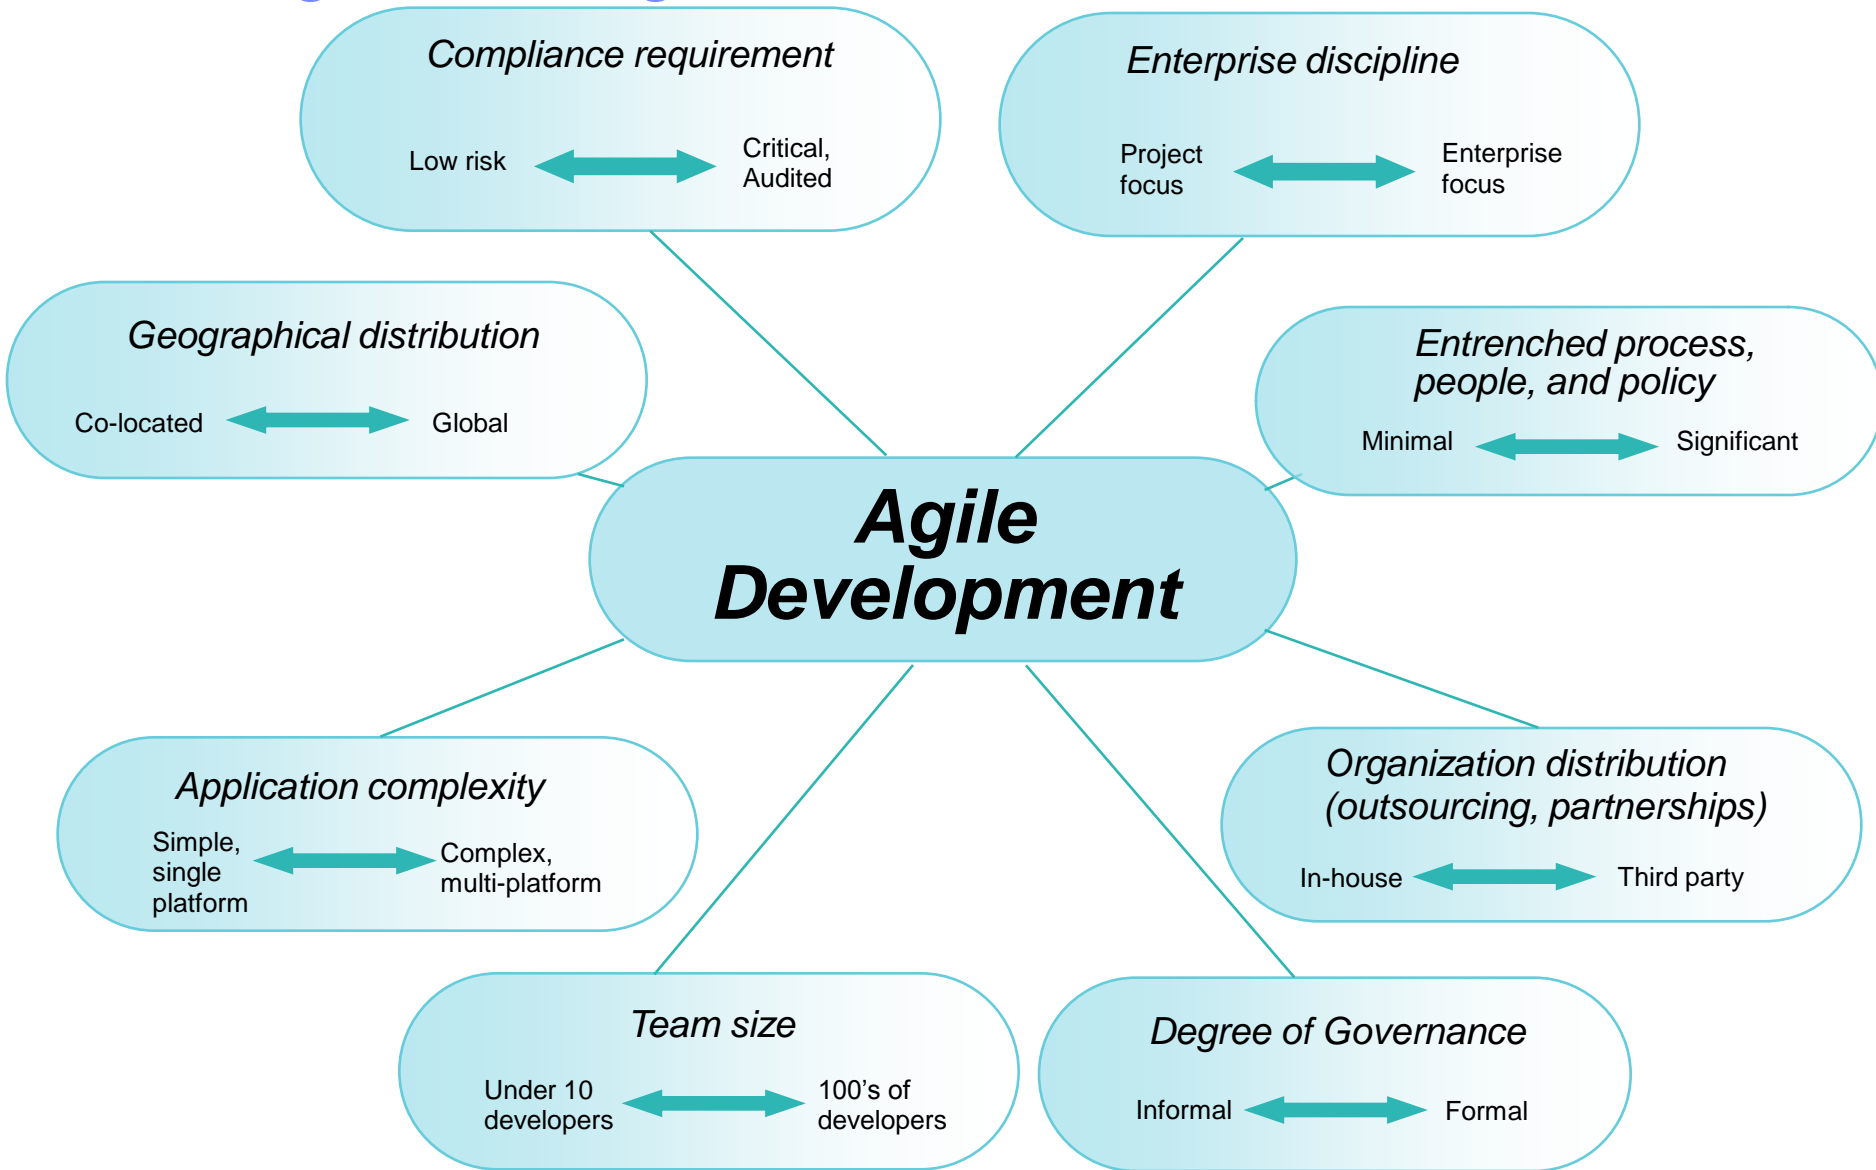 Compliance requirement
Low risk
Critical,
Audited
Enterprise discipline
Project
focus
Enterprise
focus
Geographical distribution
Co-located
Global
Entrenched process,
people, and policy
Minimal
Significant
Agile
Development
Application complexity
Simple,
single
platform
Complex,
multi-platform
Organization distribution
(outsourcing, partnerships)
In-house
Third party
Team size
Under 10
developers
100's of
developers
Degree of Governance
Informal
Formal